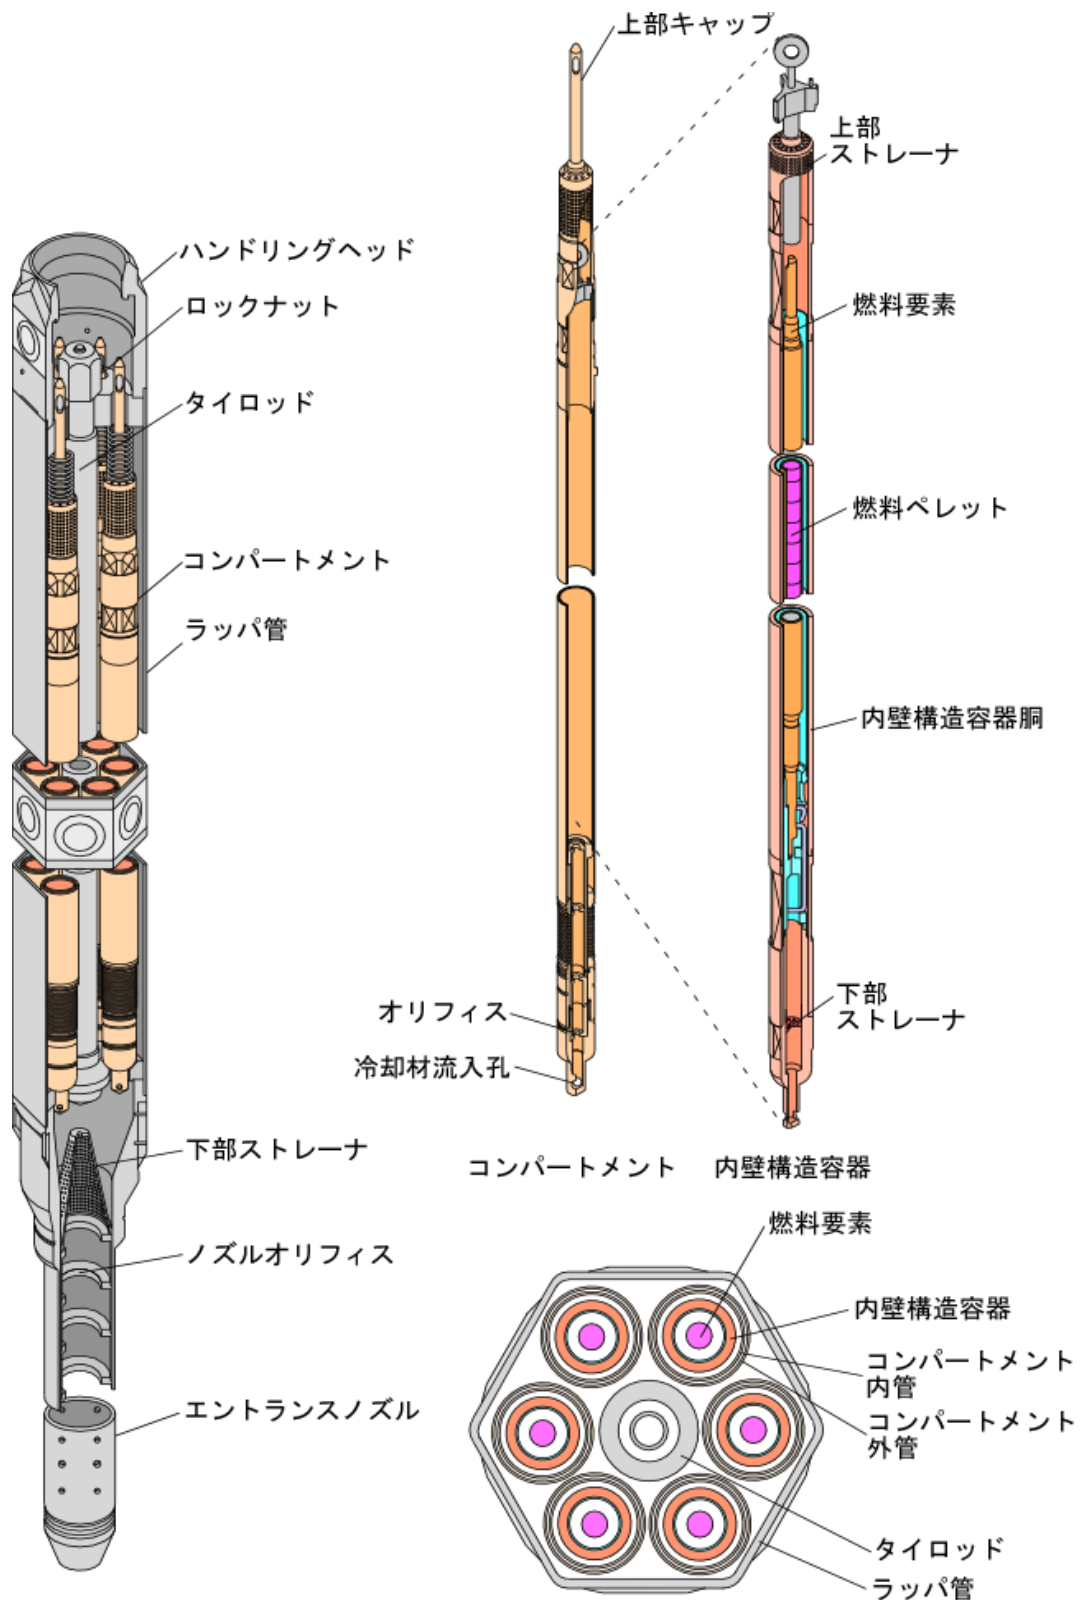 ハンドリングヘッド
ロックナット
タイロッド
コンパートメント
ラッパ管
下部ストレーナ
ノズルオリフィス
エントランスノズル
上部キャップ
オリフィス
冷却材流入孔
コンパートメント
上部
ストレーナ
燃料要素
燃料ペレット
内壁構造容器胴
下部
ストレーナ
内壁構造容器
燃料要素
内壁構造容器
コンパートメント
内管
コンパートメント
外管
タイロッド
ラッパ管